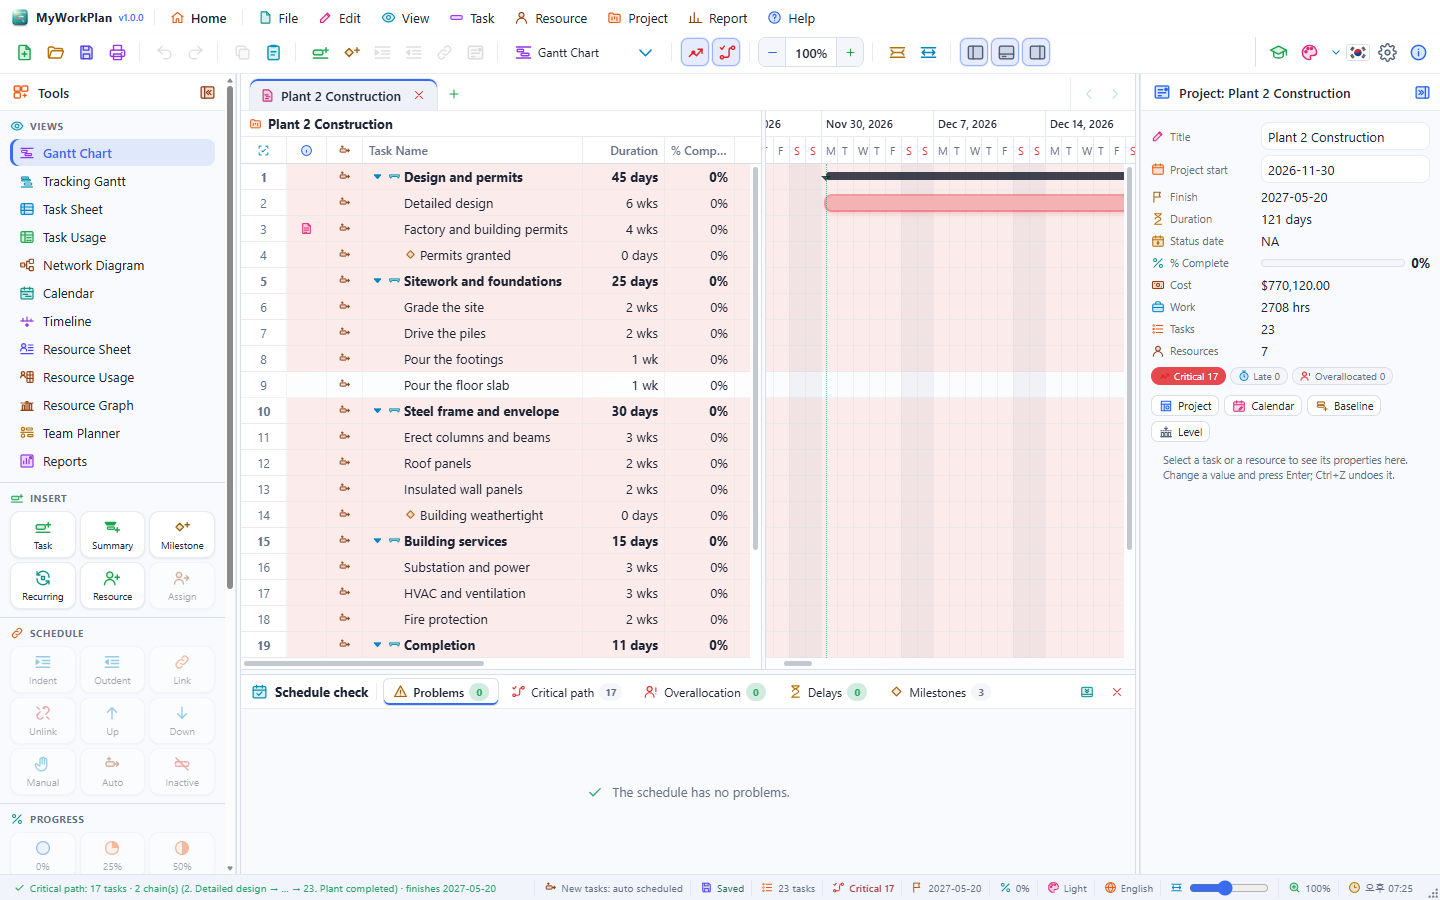 MyWorkPlan v1.0.0 Home File Edit View Task Resource Project Report Help
Gantt Chart 100%
Tools
VIEWS
Gantt Chart
Tracking Gantt
Task Sheet
Task Usage
Network Diagram
Calendar
Timeline
Resource Sheet
Resource Usage
Resource Graph
Team Planner
Reports
INSERT
Task Summary Milestone
Recurring Resource Assign
SCHEDULE
Indent Outdent Link
Unlink Up Down
Manual Auto Inactive
PROGRESS
0% 25% 50%
Plant 2 Construction
Plant 2 Construction
Nov 30, 2026 Dec 7, 2026 Dec 14, 2026
Task Name Duration % Comp...
F S S M T W T F S S M T W T F S S M T W T F S
1 Design and permits 45 days 0%
2 Detailed design 6 wks 0%
3 Factory and building permits 4 wks 0%
4 Permits granted 0 days 0%
5 Sitework and foundations 25 days 0%
6 Grade the site 2 wks 0%
7 Drive the piles 2 wks 0%
8 Pour the footings 1 wk 0%
9 Pour the floor slab 1 wk 0%
10 Steel frame and envelope 30 days 0%
11 Erect columns and beams 3 wks 0%
12 Roof panels 2 wks 0%
13 Insulated wall panels 2 wks 0%
14 Building weathertight 0 days 0%
15 Building services 15 days 0%
16 Substation and power 3 wks 0%
17 HVAC and ventilation 3 wks 0%
18 Fire protection 2 wks 0%
19 Completion 11 days 0%
Schedule check Problems 0 Critical path 17 Overallocation 0 Delays 0 Milestones 3
The schedule has no problems.
Project: Plant 2 Construction
Title Plant 2 Construction
Project start 2026-11-30
Finish 2027-05-20
Duration 121 days
Status date NA
% Complete 0%
Cost $770,120.00
Work 2708 hrs
Tasks 23
Resources 7
Critical 17 Late 0 Overallocated 0
Project Calendar Baseline
Level
Select a task or a resource to see its properties here.
Change a value and press Enter; Ctrl+Z undoes it.
Critical path: 17 tasks · 2 chain(s) (2. Detailed design → ... → 23. Plant completed) · finishes 2027-05-20
New tasks: auto scheduled Saved 23 tasks Critical 17 2027-05-20 0% Light English 100% 오후 07:25